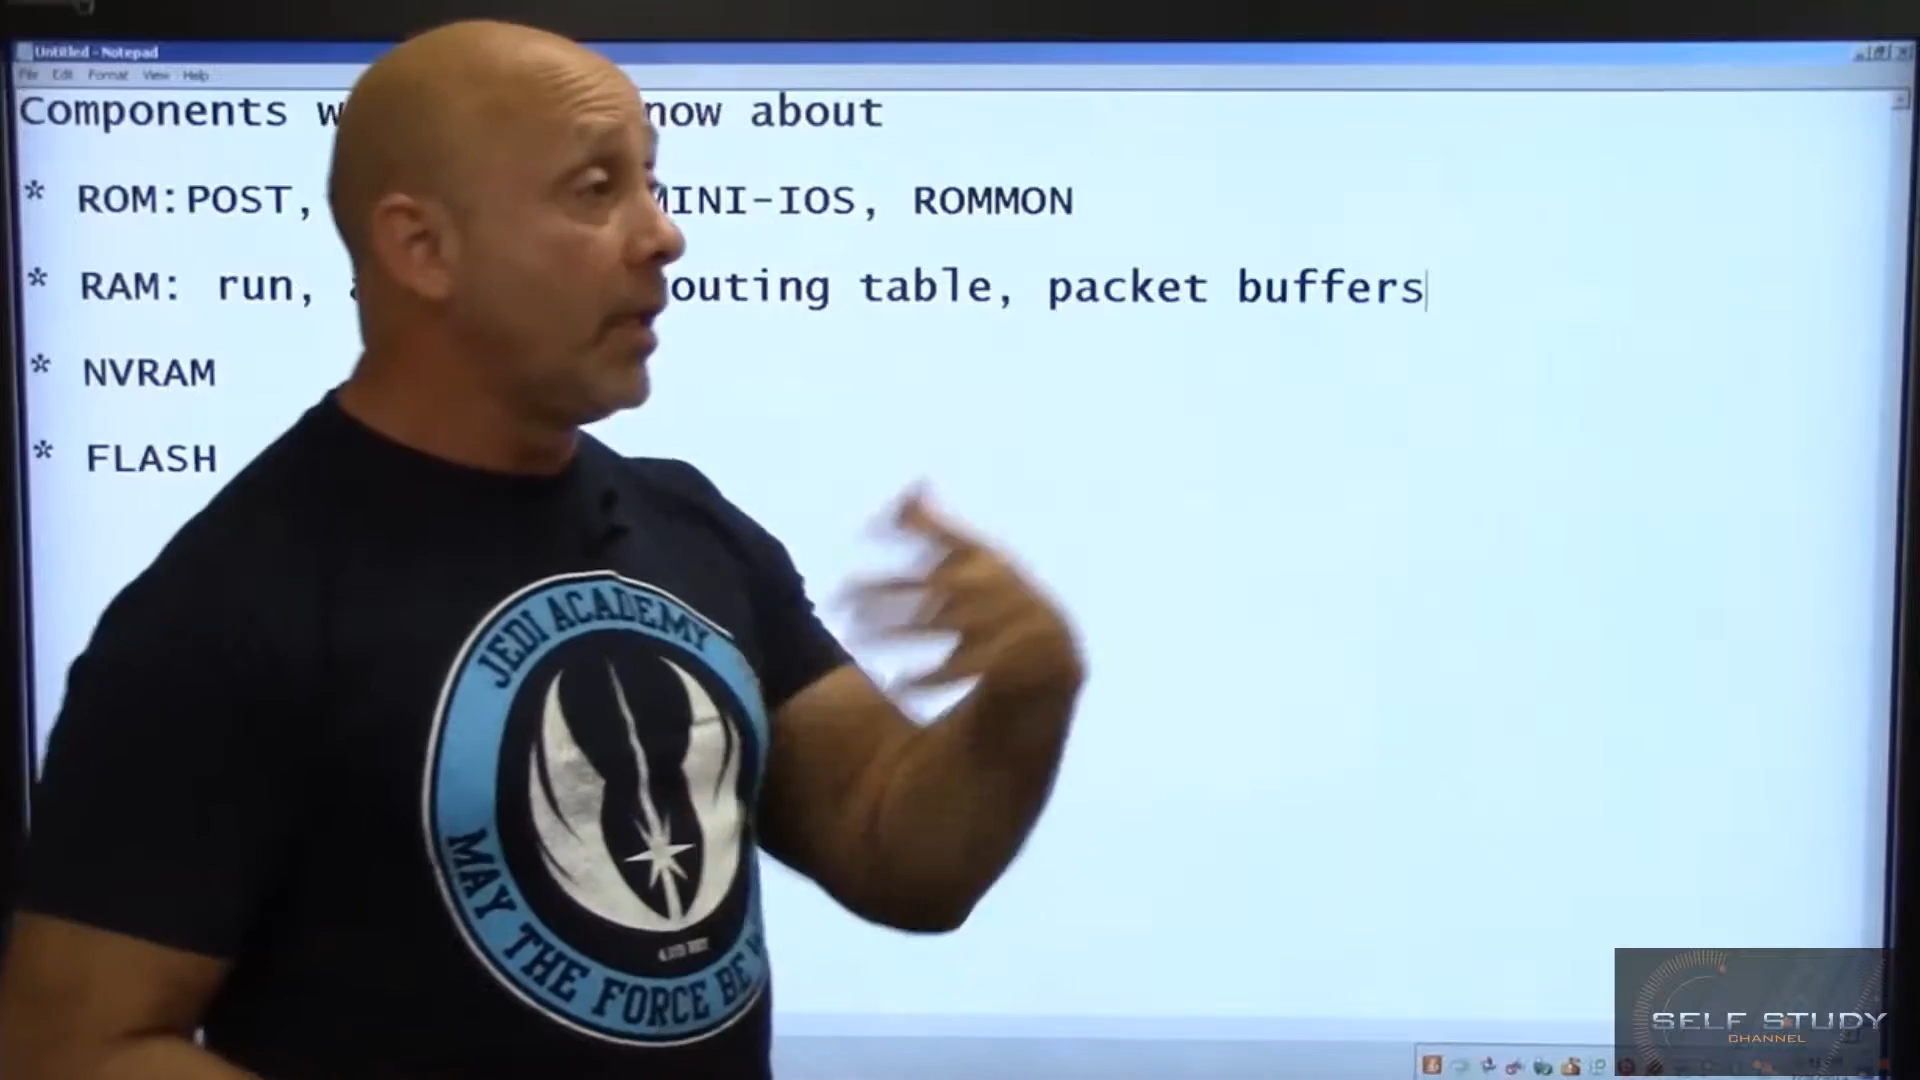 Untitled - Notepad
File Edit Format View Help
Components now about
* ROM:POST, MINI-IOS, ROMMON
* RAM: run, outing table, packet buffers
* NVRAM
* FLASH
JEDI ACADEMY
MAY THE FORCE BE
SELF STUDY
CHANNEL